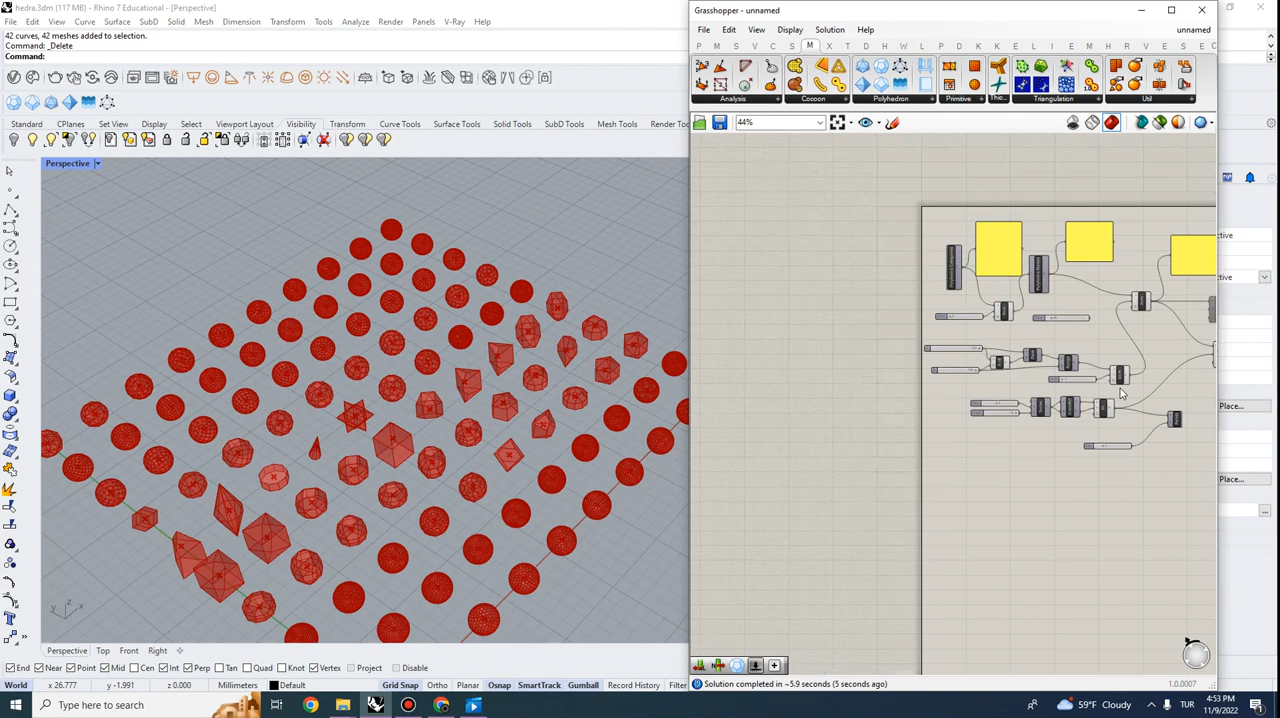 hedra.3dm (117 MB) - Rhino 7 Educational - [Perspective]
File Edit View Curve Surface SubD Solid Mesh Dimension Transform Tools Analyze Render Panels V-Ray Help
42 curves, 42 meshes added to selection.
Command: _Delete
Command:
Standard CPlanes Set View Display Select Viewport Layout Visibility Transform Curve Tools Surface Tools Solid Tools SubD Tools Mesh Tools Render To
Perspective
Perspective Top Front Right
End Near Point Mid Cen Int Perp Tan Quad Knot Vertex Project Disable
World x 26.777 y -1.991 z 0.000 Millimeters Default Grid Snap Ortho Planar Osnap SmartTrack Gumball Record History Filter
Grasshopper - unnamed
File Edit View Display Solution Help unnamed
P M S V C S M X T D W F H L P D K C E L M H R Y E S C
Analysis Cocoon Polyhedron Primitive Thic... Triangulation Util
44%
Solution completed in ~5.9 seconds (5 seconds ago) 1.0.0007
ctive
Place...
Place...
Type here to search
59°F Cloudy TUR 4:53 PM
11/9/2022